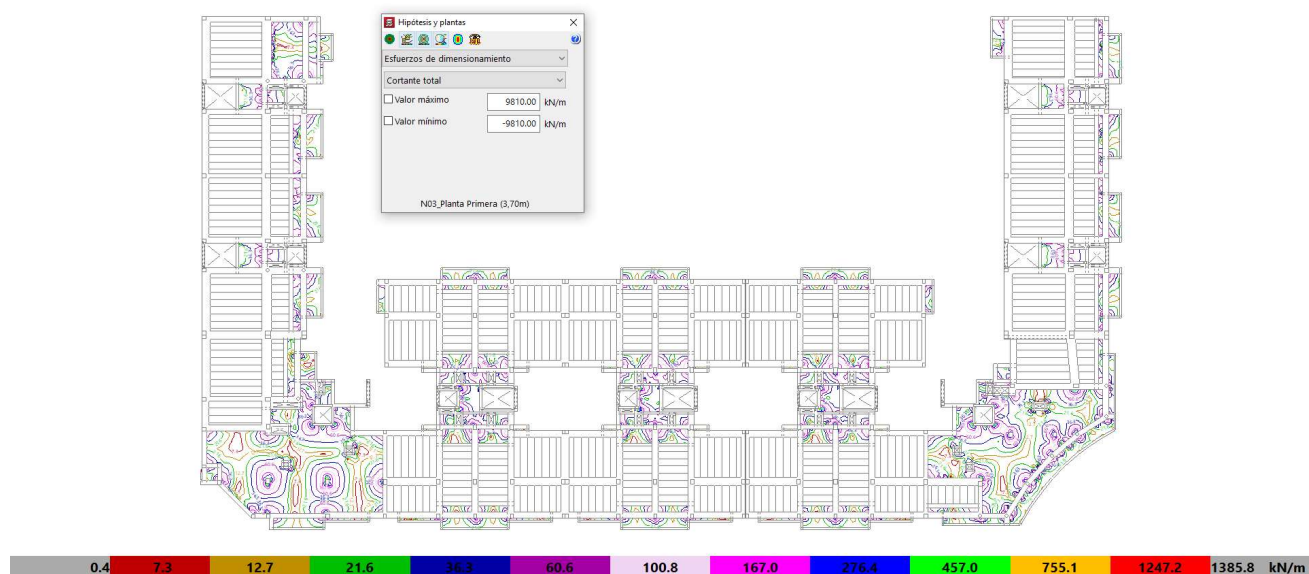 Hipótesis y plantas
Esfuerzos de dimensionamiento
Cortante total
Valor máximo 9810.00 kN/m
Valor mínimo -9810.00 kN/m
N03_Planta Primera (3,70m)
0.4 7.3 12.7 21.6 36.3 60.6 100.8 167.0 276.4 457.0 755.1 1247.2 1385.8 kN/m